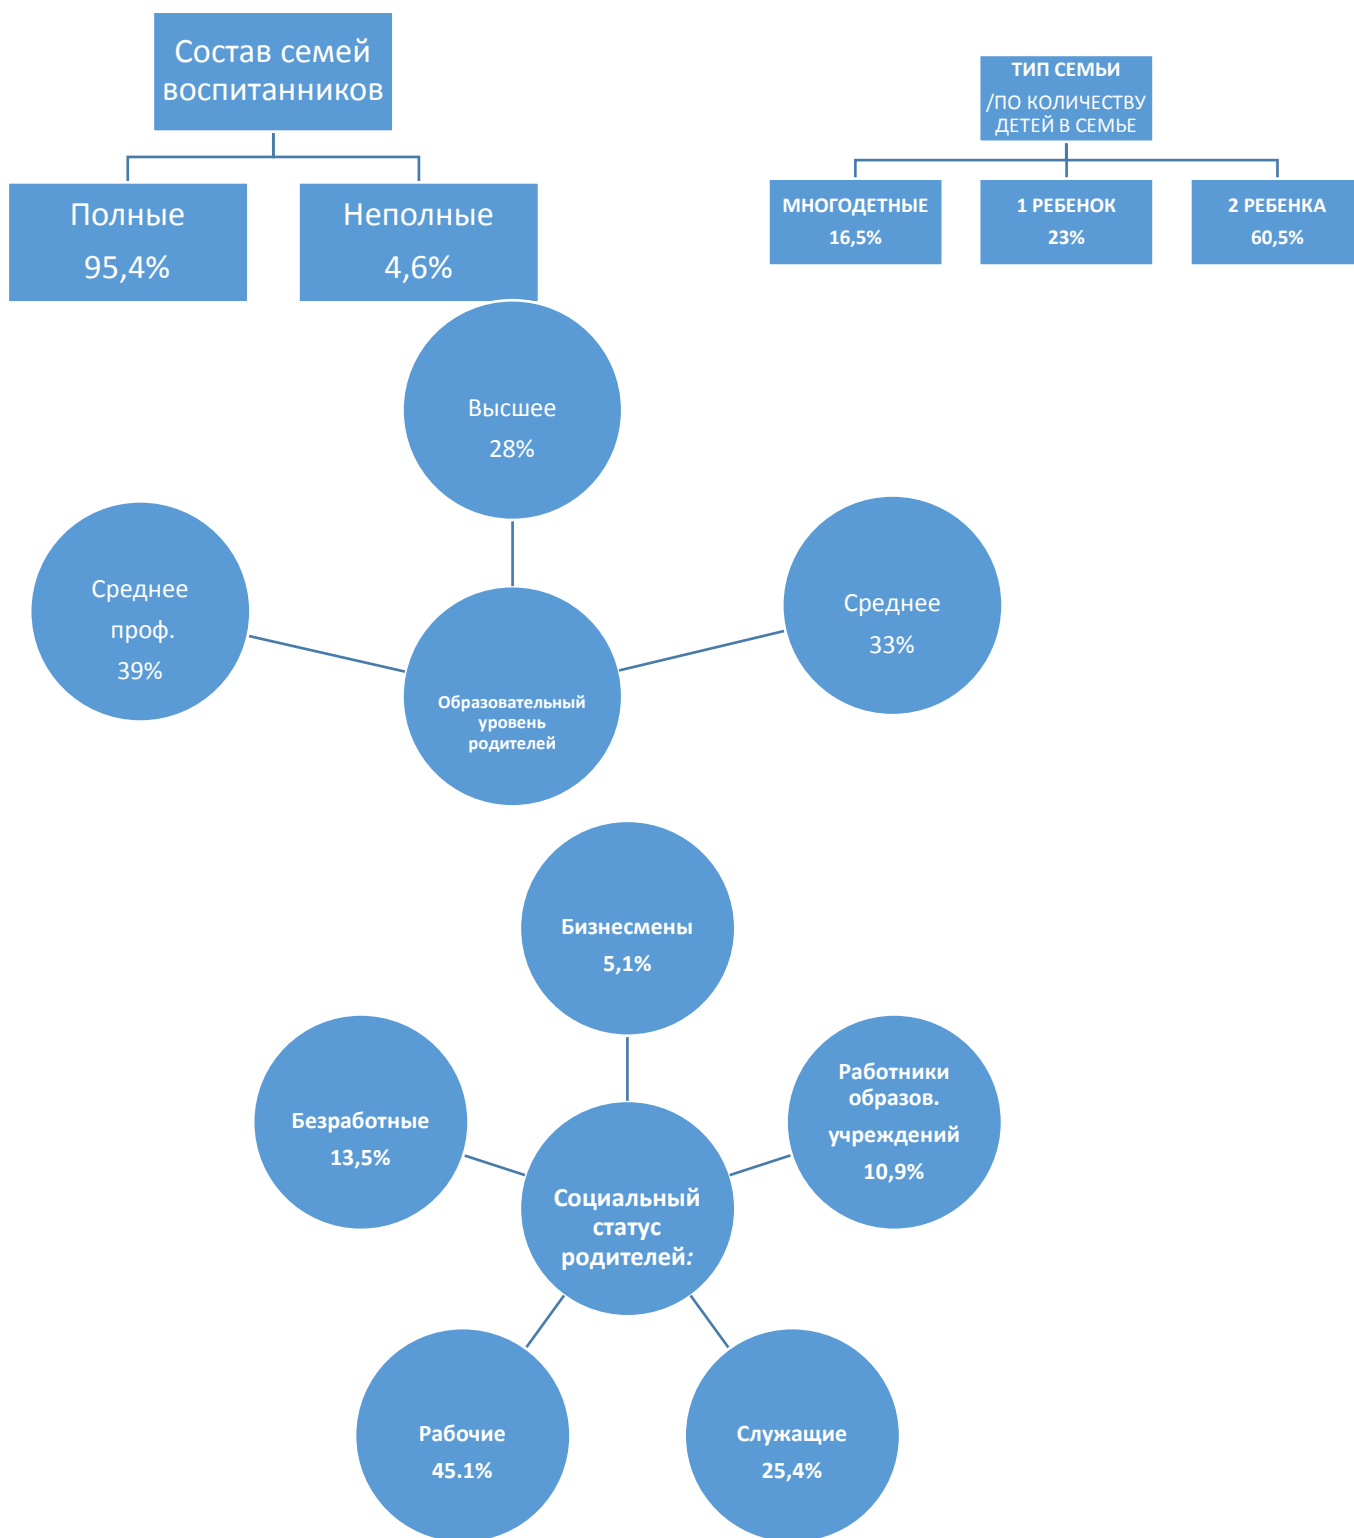 Состав семей
воспитанников
Полные
95,4%
Неполные
4,6%
ТИП СЕМЬИ
/ПО КОЛИЧЕСТВУ
ДЕТЕЙ В СЕМЬЕ
МНОГОДЕТНЫЕ
16,5%
1 РЕБЕНОК
23%
2 РЕБЕНКА
60,5%
Высшее
28%
Среднее
проф.
39%
Среднее
33%
Образовательный
уровень
родителей
Бизнесмены
5,1%
Безработные
13,5%
Работники
образов.
учреждений
10,9%
Социальный
статус
родителей:
Рабочие
45.1%
Служащие
25,4%